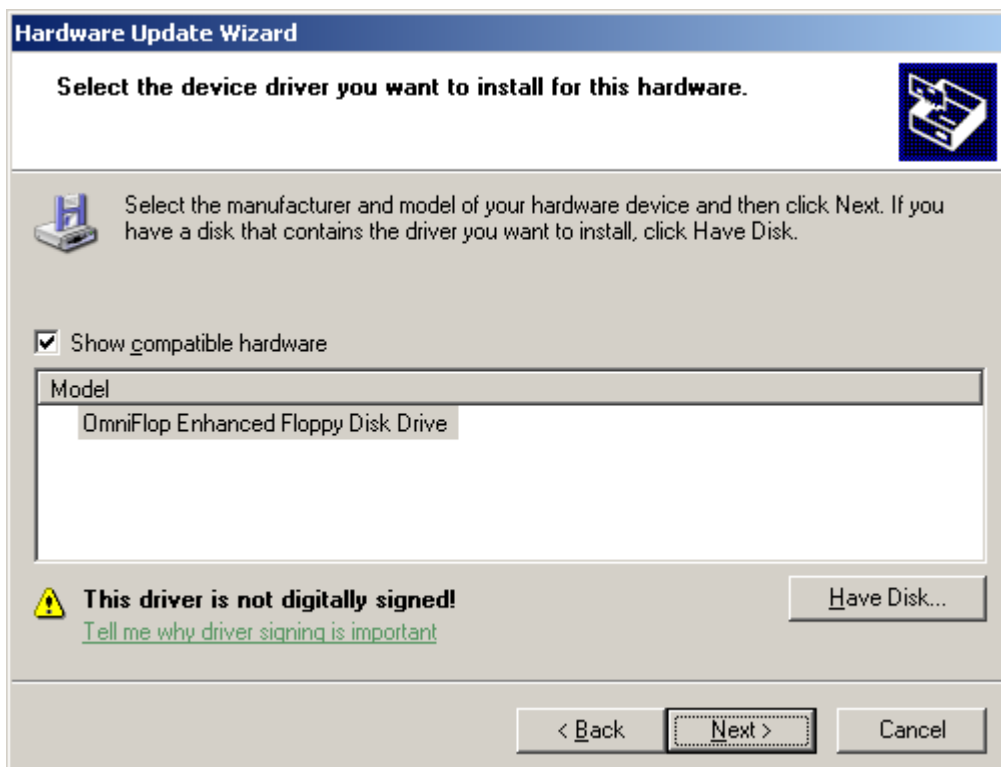 Hardware Update Wizard
Select the device driver you want to install for this hardware.
Select the manufacturer and model of your hardware device and then click Next. If you
have a disk that contains the driver you want to install, click Have Disk.
Show compatible hardware
Model
OmniFlop Enhanced Floppy Disk Drive
This driver is not digitally signed!
Have Disk...
Tell me why driver signing is important
< Back
Next >
Cancel